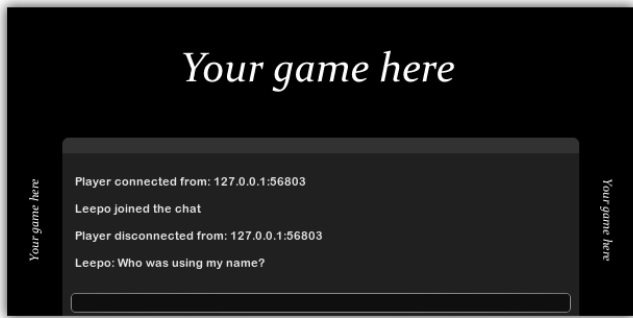 Your game here
Player connected from: 127.0.0.1:56803
Leepo joined the chat
Player disconnected from: 127.0.0.1:56803
Leepo: Who was using my name?
Your game here
Your game here